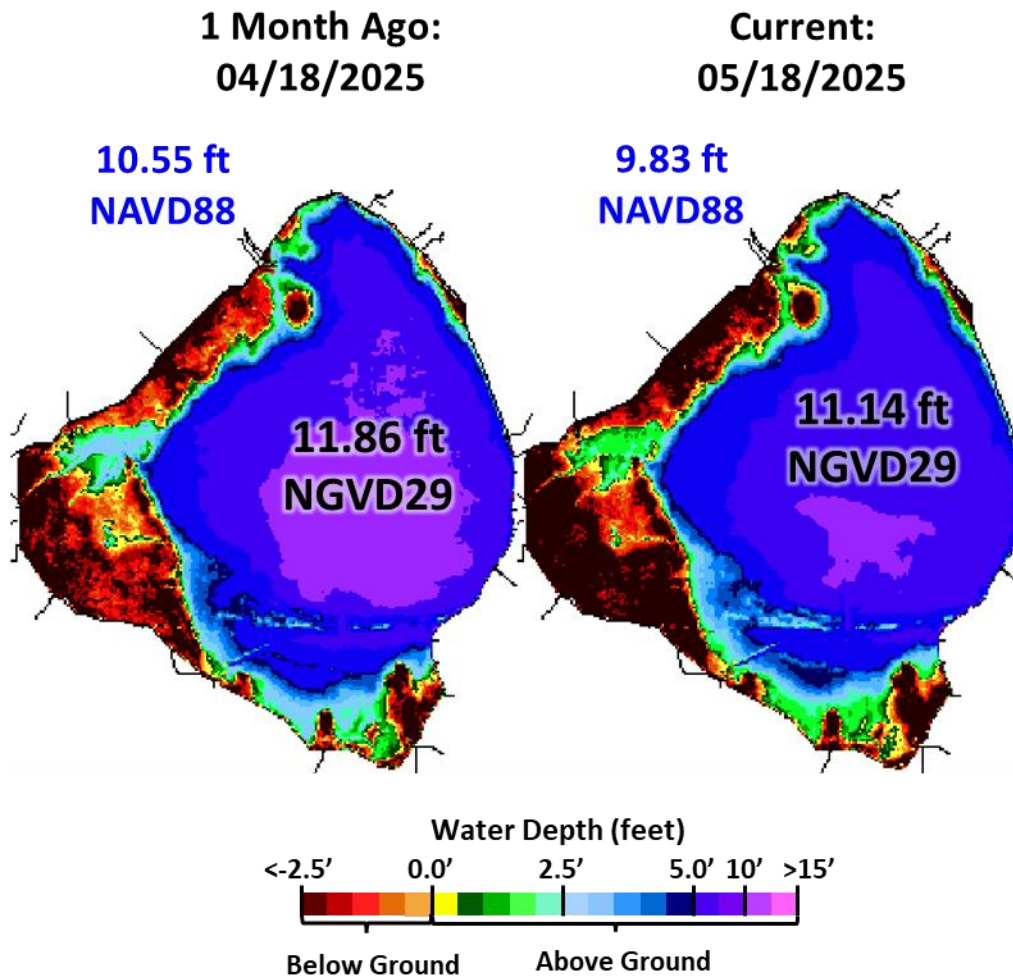 1 Month Ago:
04/18/2025
Current:
05/18/2025
10.55 ft
NAVD88
9.83 ft
NAVD88
11.86 ft
NGVD29
11.14 ft
NGVD29
Water Depth (feet)
<-2.5’ 0.0’ 2.5’ 5.0’ 10’ >15’
Below Ground Above Ground